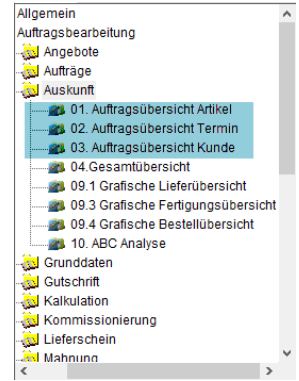 Allgemein
Auftragsbearbeitung
Angebote
Aufträge
Auskunft
01. Auftragsübersicht Artikel
02. Auftragsübersicht Termin
03. Auftragsübersicht Kunde
04.Gesamtübersicht
09.1 Grafische Lieferübersicht
09.3 Grafische Fertigungsübersicht
09.4 Grafische Bestellübersicht
10. ABC Analyse
Grunddaten
Gutschrift
Kalkulation
Kommissionierung
Lieferschein
Mahnung